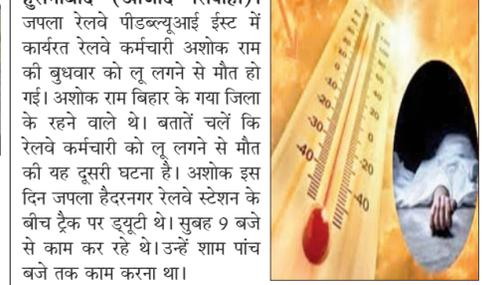 जपला रेलवे पीडब्ल्यूआई ईस्ट में
कार्यरत रेलवे कर्मचारी अशोक राम
की बुधवार को लू लगने से मौत हो
गई। अशोक राम बिहार के गया जिला
के रहने वाले थे। बतातें चलें कि
रेलवे कर्मचारी को लू लगने से मौत
की यह दूसरी घटना है। अशोक इस
दिन जपला हैदरनगर रेलवे स्टेशन के
बीच ट्रैक पर ड्यूटी थे। सुबह 9 बजे
से काम कर रहे थे। उन्हें शाम पांच
बजे तक काम करना था।